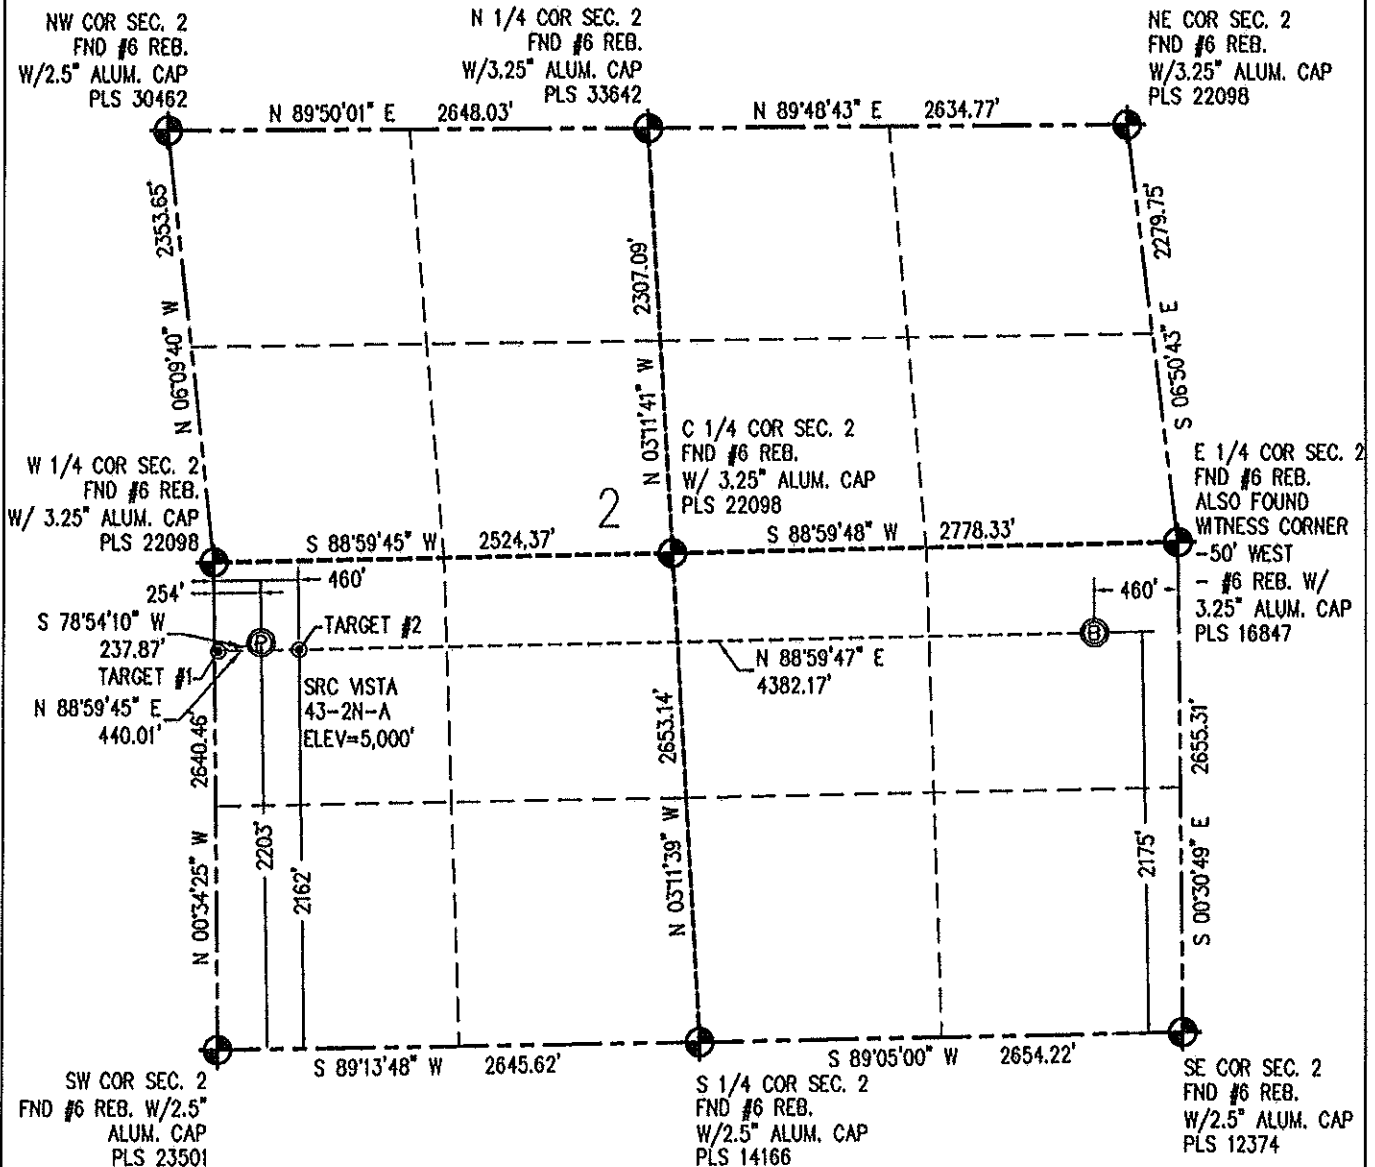 NW COR SEC. 2
FND #6 REB.
W/2.5" ALUM. CAP
PLS 30462
N 1/4 COR SEC. 2
FND #6 REB.
W/3.25" ALUM. CAP
PLS 33642
NE COR SEC. 2
FND #6 REB.
W/3.25" ALUM. CAP
PLS 22098
N 89°50'01" E 2648.03'
N 89°48'43" E 2634.77'
N 06°09'40" W 2353.65'
N 03°11'41" W 2307.09'
S 06°50'43" E 2279.75'
W 1/4 COR SEC. 2
FND #6 REB.
W/ 3.25" ALUM. CAP
PLS 22098
2
C 1/4 COR SEC. 2
FND #6 REB.
W/ 3.25" ALUM. CAP
PLS 22098
E 1/4 COR SEC. 2
FND #6 REB.
ALSO FOUND
WITNESS CORNER
-50' WEST
- #6 REB. W/
3.25" ALUM. CAP
PLS 16847
S 88°59'45" W 2524.37'
S 88°59'48" W 2778.33'
460'
254'
460'
S 78°54'10" W
237.87'
TARGET #1
N 88°59'45" E
440.01'
P
TARGET #2
B
SRC VISTA
43-2N-A
ELEV=5,000'
N 88°59'47" E
4382.17'
N 00°34'25" W 2640.46'
2203'
2162'
N 03°11'39" W 2653.14'
2175'
S 00°30'49" E 2655.31'
S 89°13'48" W 2645.62'
S 89°05'00" W 2654.22'
SW COR SEC. 2
FND #6 REB. W/2.5"
ALUM. CAP
PLS 23501
S 1/4 COR SEC. 2
FND #6 REB.
W/2.5" ALUM. CAP
PLS 14166
SE COR SEC. 2
FND #6 REB.
W/2.5" ALUM. CAP
PLS 12374